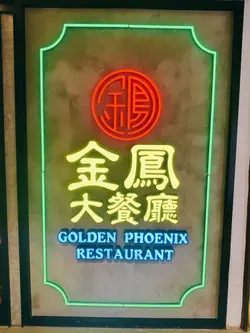 金鳳
大餐廳
GOLDEN PHOENIX
RESTAURANT